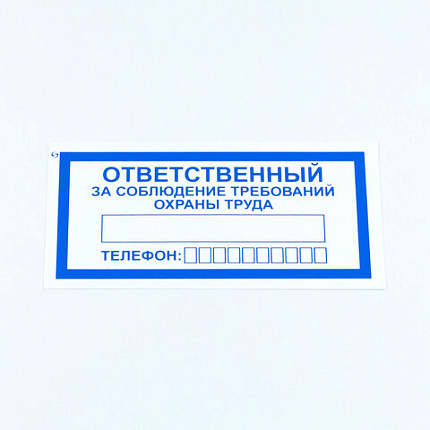 ОТВЕТСТВЕННЫЙ
ЗА СОБЛЮДЕНИЕ ТРЕБОВАНИЙ
ОХРАНЫ ТРУДА
ТЕЛЕФОН: